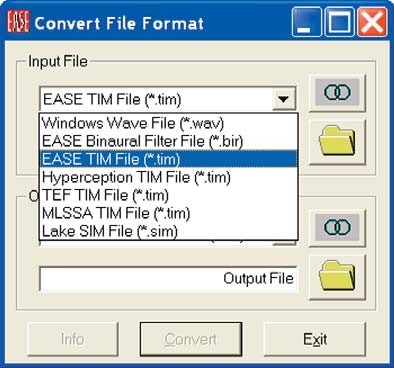 EASE Convert File Format
Input File
EASE TIM File (*.tim)
Windows Wave File (*.wav)
EASE Binaural Filter File (*.bir)
EASE TIM File (*.tim)
Hyperception TIM File (*.tim)
TEF TIM File (*.tim)
MLSSA TIM File (*.tim)
Lake SIM File (*.sim)
Output File
Info Convert Exit